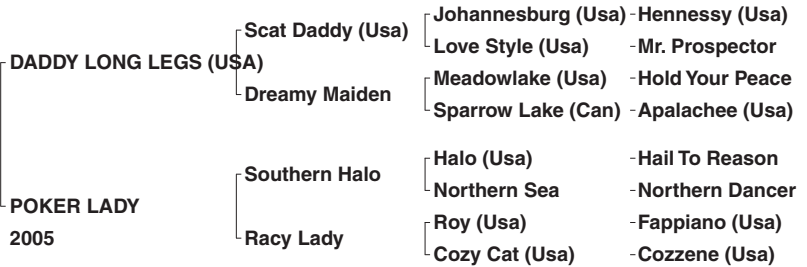 Johannesburg (Usa) - Hennessy (Usa)
Scat Daddy (Usa)
Love Style (Usa) - Mr. Prospector
DADDY LONG LEGS (USA)
Meadowlake (Usa) - Hold Your Peace
Dreamy Maiden
Sparrow Lake (Can) - Apalachee (Usa)
Halo (Usa) - Hail To Reason
Southern Halo
Northern Sea - Northern Dancer
POKER LADY
Roy (Usa) - Fappiano (Usa)
2005
Racy Lady
Cozy Cat (Usa) - Cozzene (Usa)